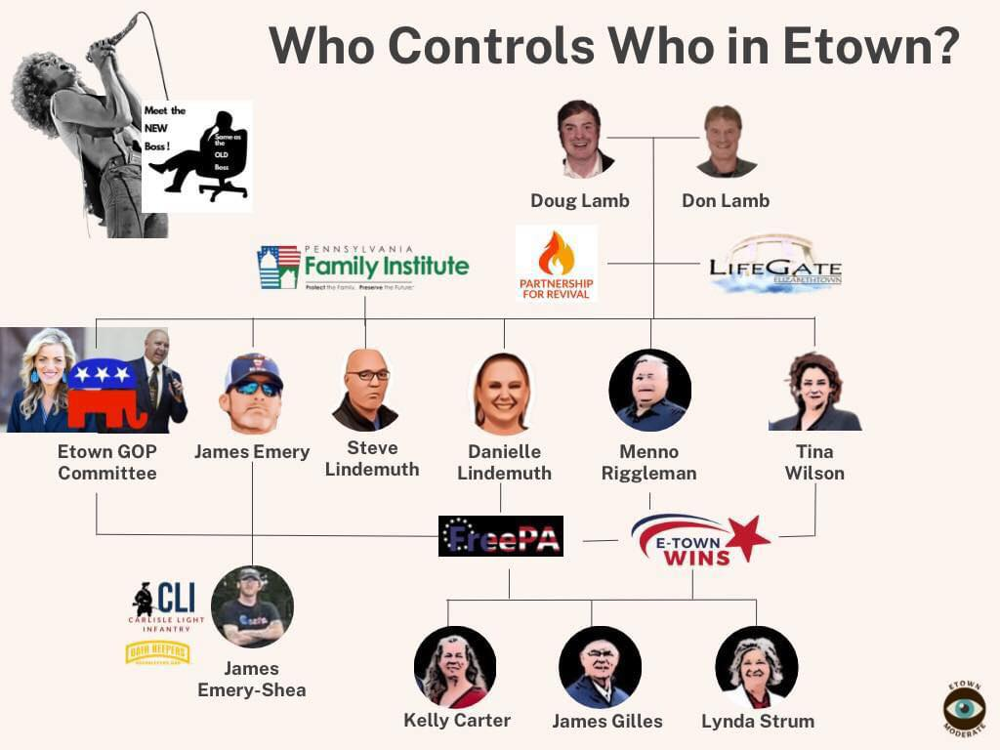 Who Controls Who in Etown?
Meet the
NEW
Boss !
Same as
the
OLD
Boss
Doug Lamb
Don Lamb
PENNSYLVANIA
Family Institute
Protect the Family. Preserve the Future.
PARTNERSHIP
FOR REVIVAL
LIFEGATE
ELIZABETHTOWN
Etown GOP
Committee
James Emery
Steve
Lindemuth
Danielle
Lindemuth
Menno
Riggleman
Tina
Wilson
FreePA
E-TOWN
WINS
CLI
CARLISLE LIGHT
INFANTRY
OATH KEEPERS
James
Emery-Shea
Kelly Carter
James Gilles
Lynda Strum
ETOWN
MODERATE